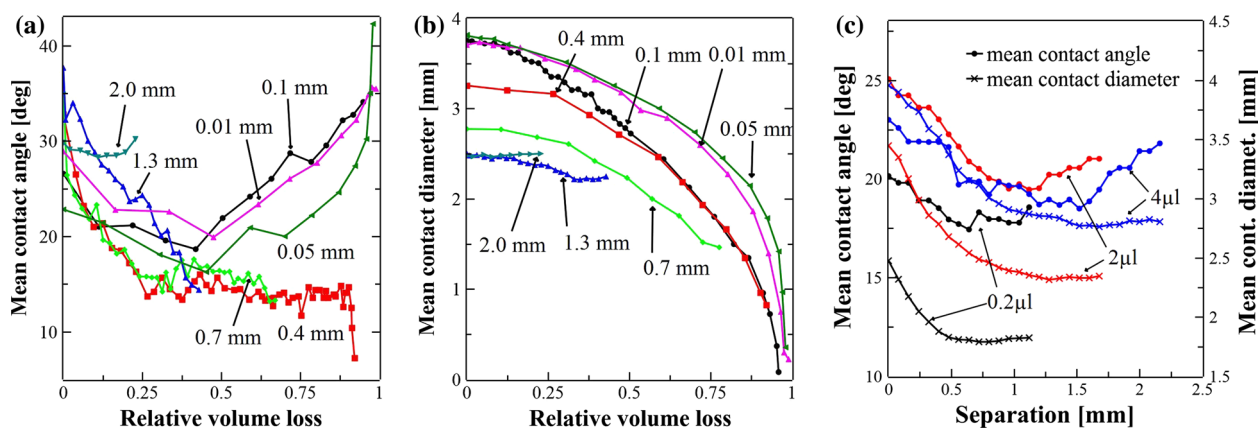 (a)
Mean contact angle [deg]
40
30
20
10
2.0 mm
1.3 mm
0.01 mm
0.1 mm
0.05 mm
0.7 mm
0.4 mm
0
0.25
0.5
0.75
1
Relative volume loss
(b)
Mean contact diameter [mm]
4
3
2
1
0
0.4 mm
0.1 mm
0.01 mm
0.05 mm
2.0 mm
1.3 mm
0.7 mm
0
0.25
0.5
0.75
1
Relative volume loss
(c)
Mean contact angle [deg]
30
25
20
15
10
mean contact angle
mean contact diameter
4µl
2µl
0.2µl
0
0.5
1
1.5
2
2.5
Separation [mm]
4.5
4
3.5
3
2.5
2
1.5
Mean cont. diamet. [mm]